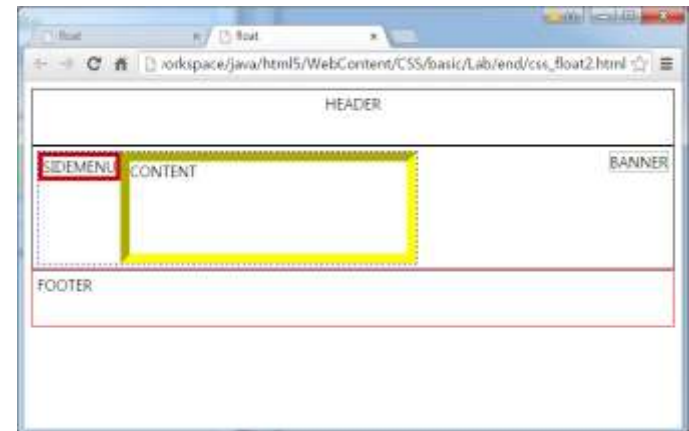 float float
/orkspace/java/html5/WebContent/CSS/basic/Lab/end/css_float2.html
HEADER
SIDEMENU CONTENT BANNER
FOOTER